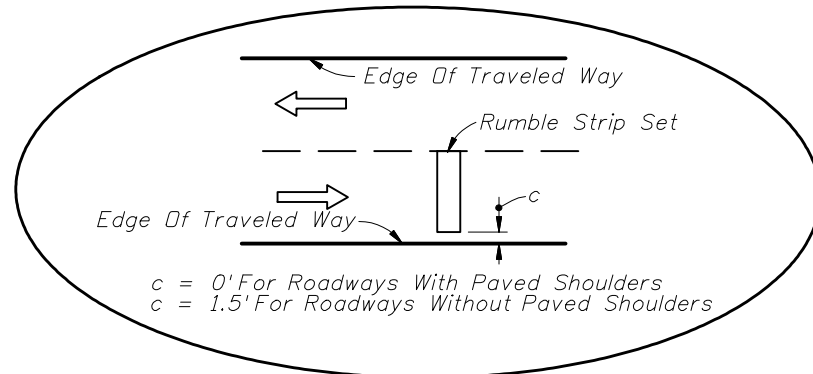 Edge Of Traveled Way
Rumble Strip Set
c
Edge Of Traveled Way
c = 0' For Roadways With Paved Shoulders
c = 1.5' For Roadways Without Paved Shoulders